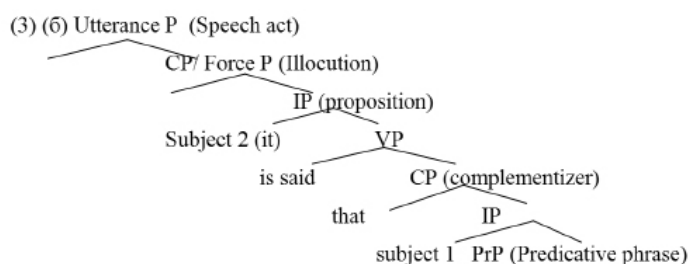 (3) (б) Utterance P (Speech act)
CP/ Force P (Illocution)
IP (proposition)
Subject 2 (it) VP
is said CP (complementizer)
that IP
subject 1 PrP (Predicative phrase)